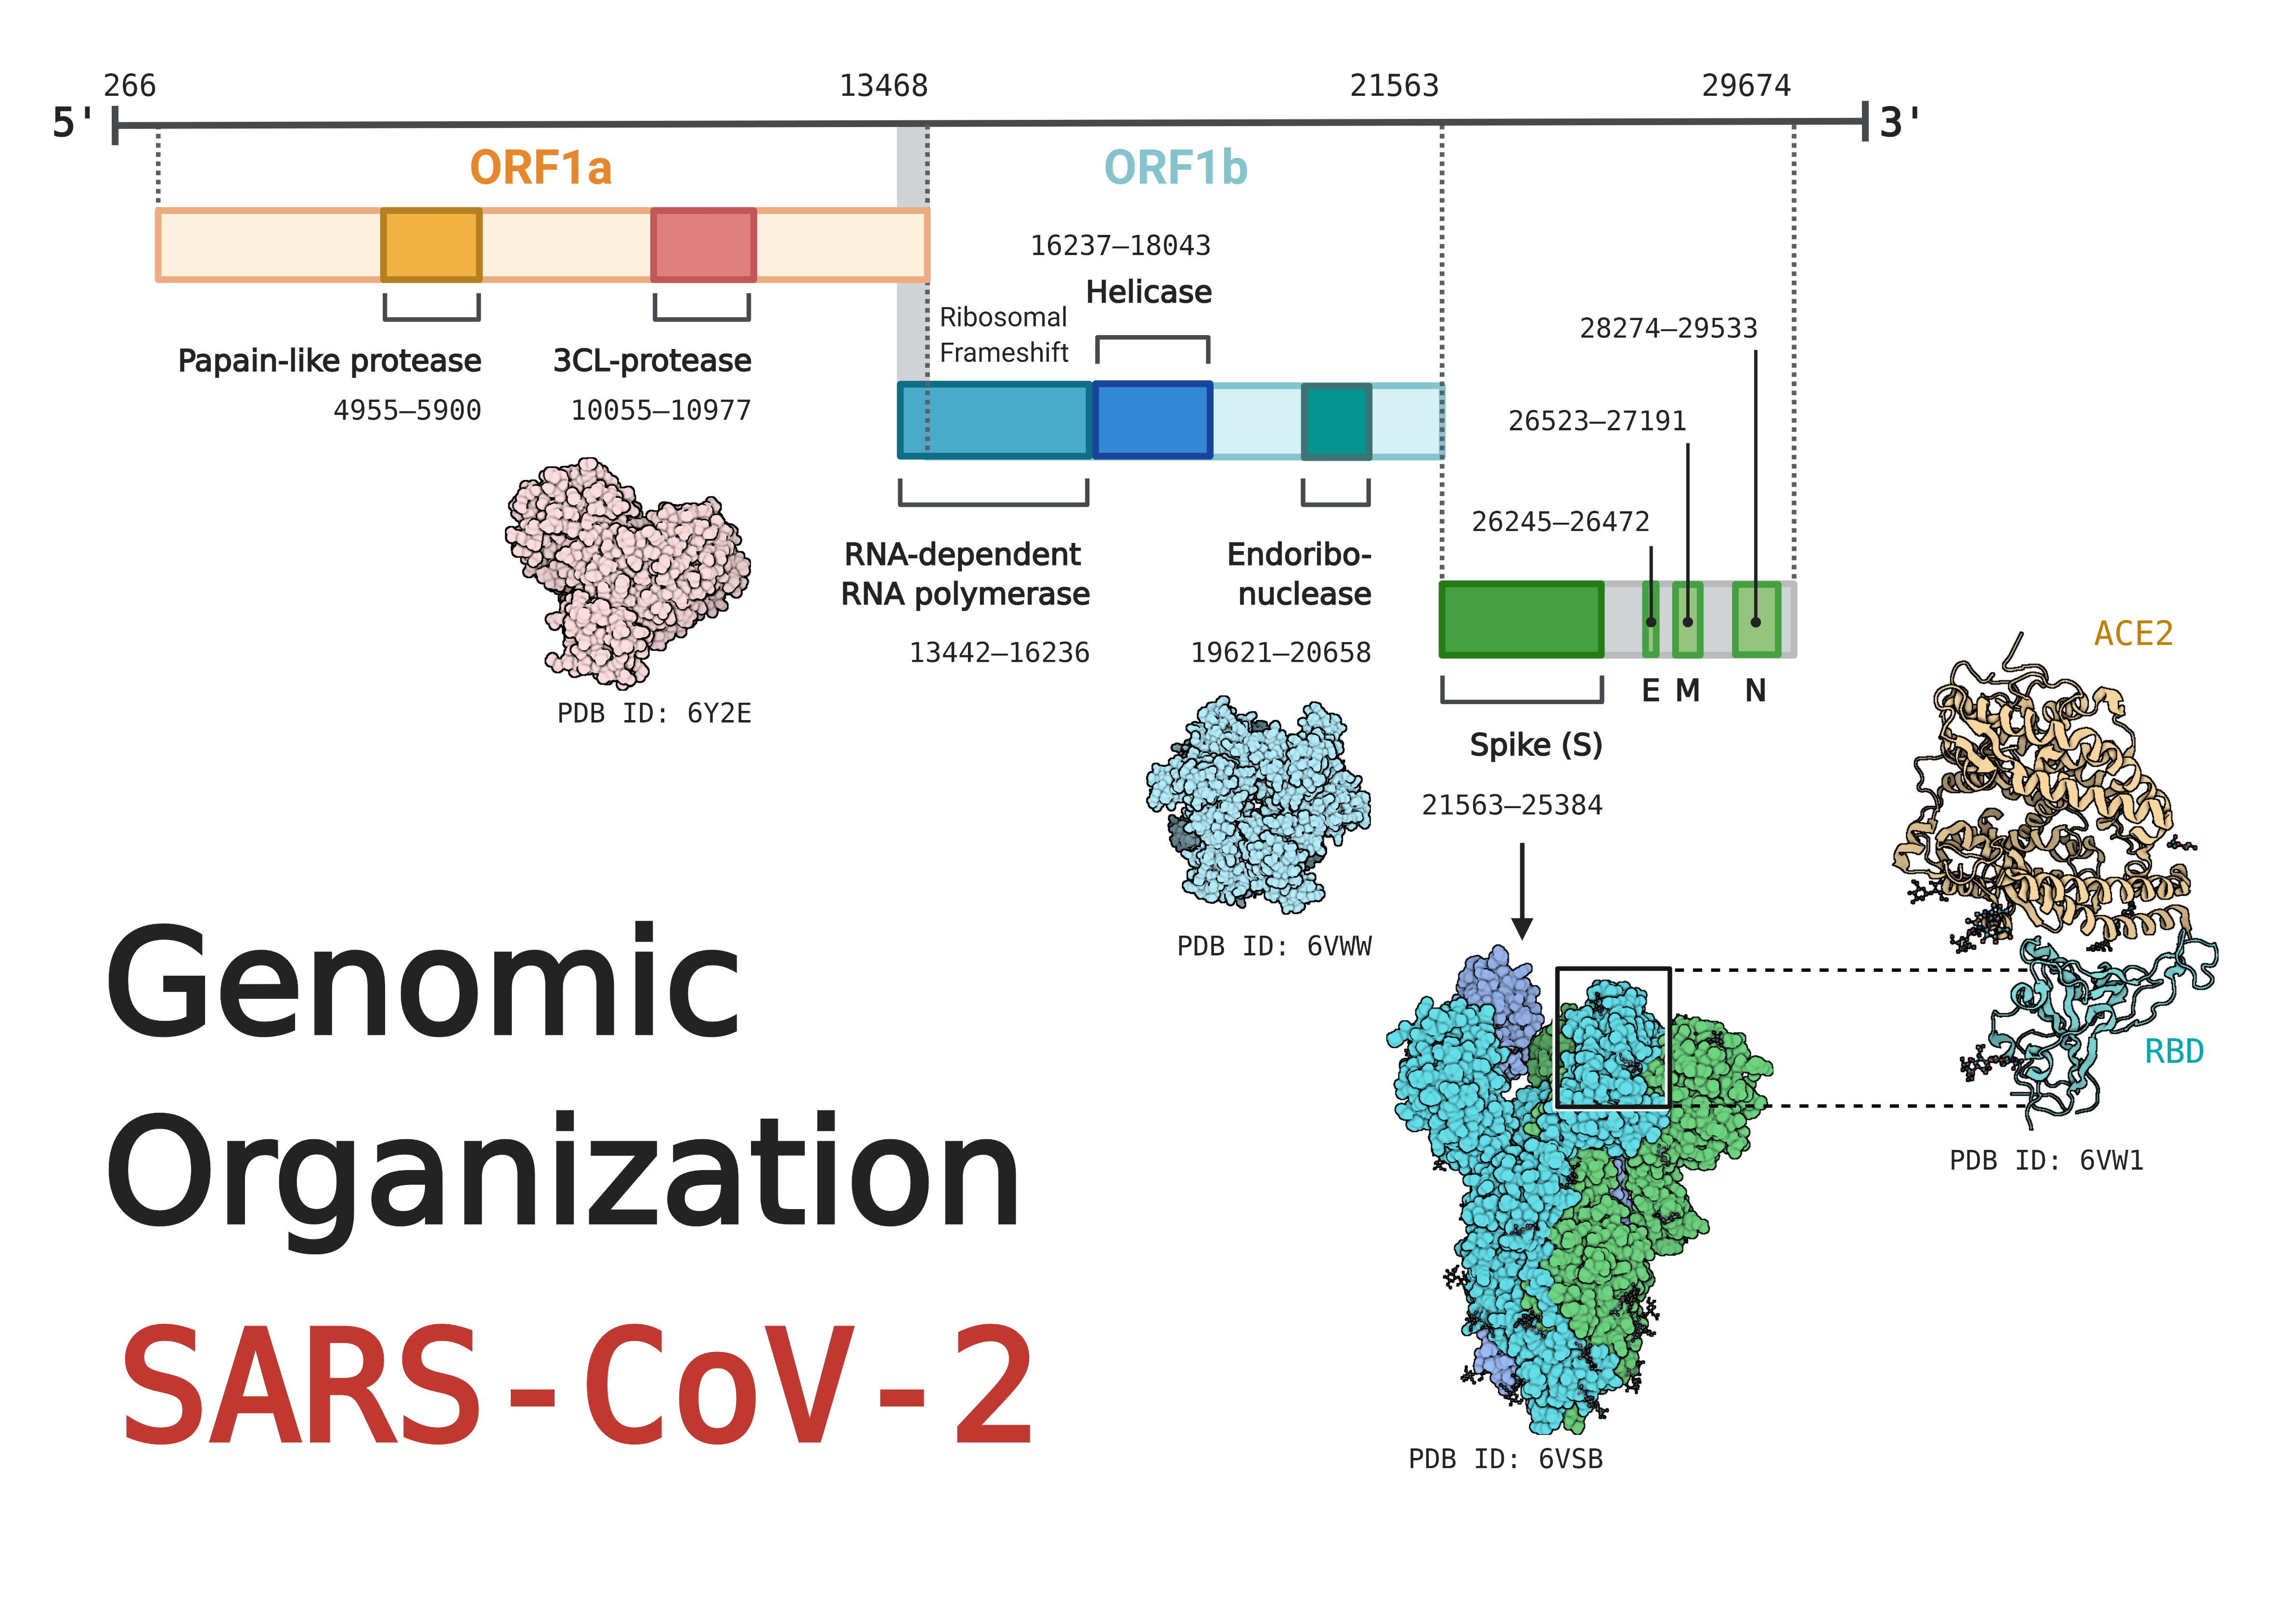 266
13468
21563
29674
5'
3'
ORF1a
ORF1b
16237–18043
Helicase
Ribosomal
Frameshift
28274–29533
Papain-like protease
3CL-protease
4955–5900
10055–10977
26523–27191
26245–26472
RNA-dependent
RNA polymerase
13442–16236
Endoribo-
nuclease
19621–20658
E M N
PDB ID: 6Y2E
Spike (S)
21563–25384
ACE2
PDB ID: 6VWW
RBD
PDB ID: 6VW1
PDB ID: 6VSB
Genomic
Organization
SARS-CoV-2